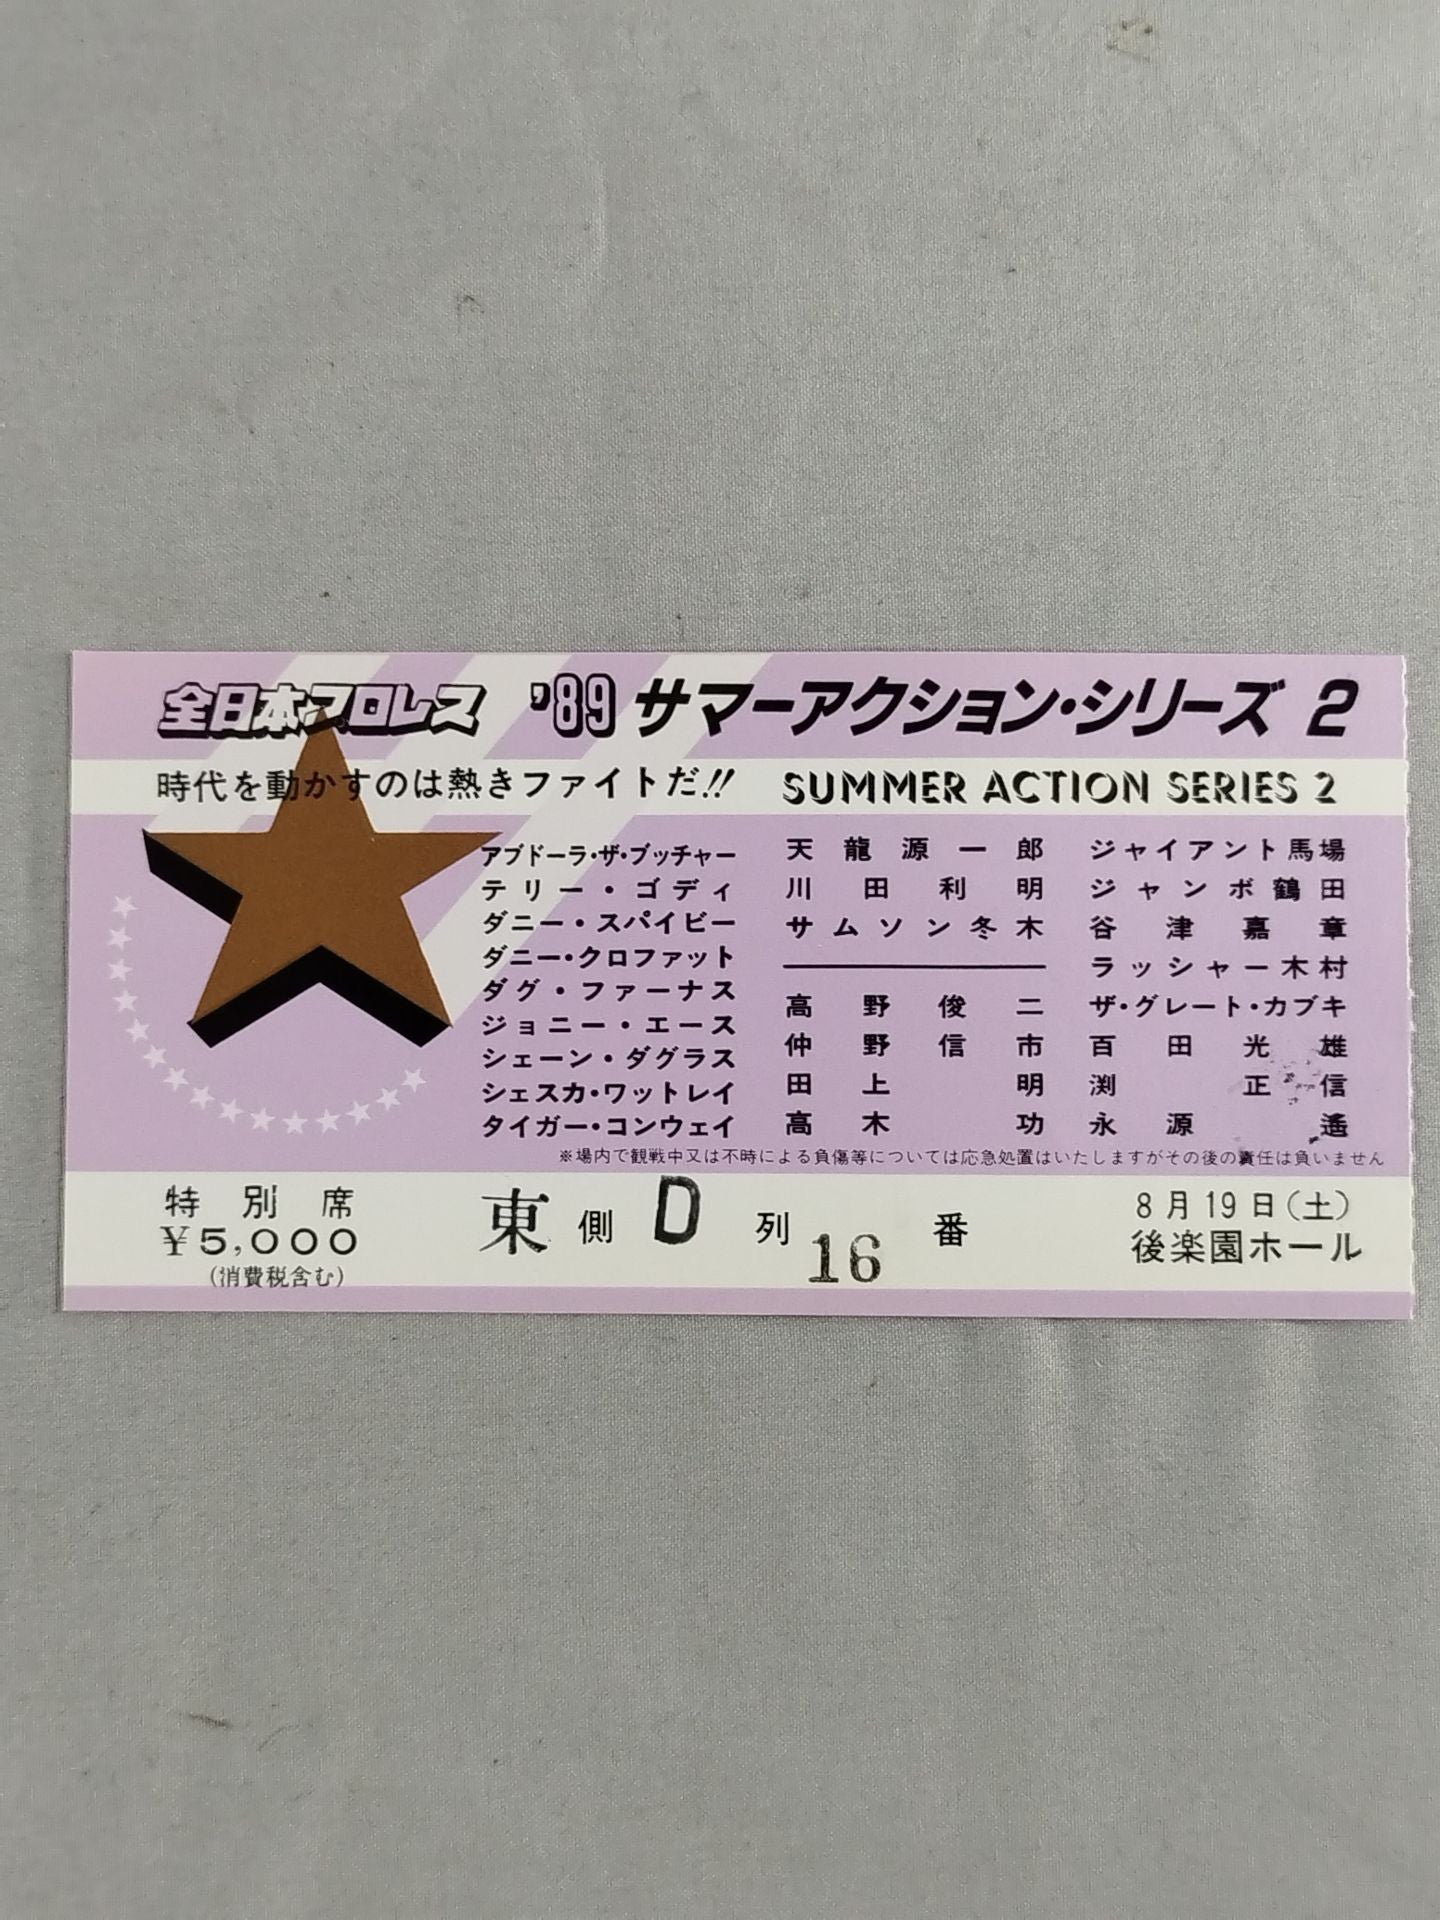 全日本プロレス '89 サマーアクション・シリーズ 2
時代を動かすのは熱きファイトだ!! SUMMER ACTION SERIES 2
アブドーラ・ザ・ブッチャー
テリー・ゴディ
ダニー・スパイビー
ダニー・クロファット
ダグ・ファーナス
ジョニー・エース
シェーン・ダグラス
シェスカ・ワットレイ
タイガー・コンウェイ
天龍源一郎
川田利明
サムソン冬木
高野俊二
仲野信市
田上明
高木功
ジャイアント馬場
ジャンボ鶴田
谷津嘉章
ラッシャー木村
ザ・グレート・カブキ
百田光雄
渕正信
永源遙
※場内で観戦中又は不時による負傷等については応急処置はいたしますがその後の責任は負いません
特別席
¥5,000
(消費税含む)
東側 D 列 16 番
8月19日(土)
後楽園ホール